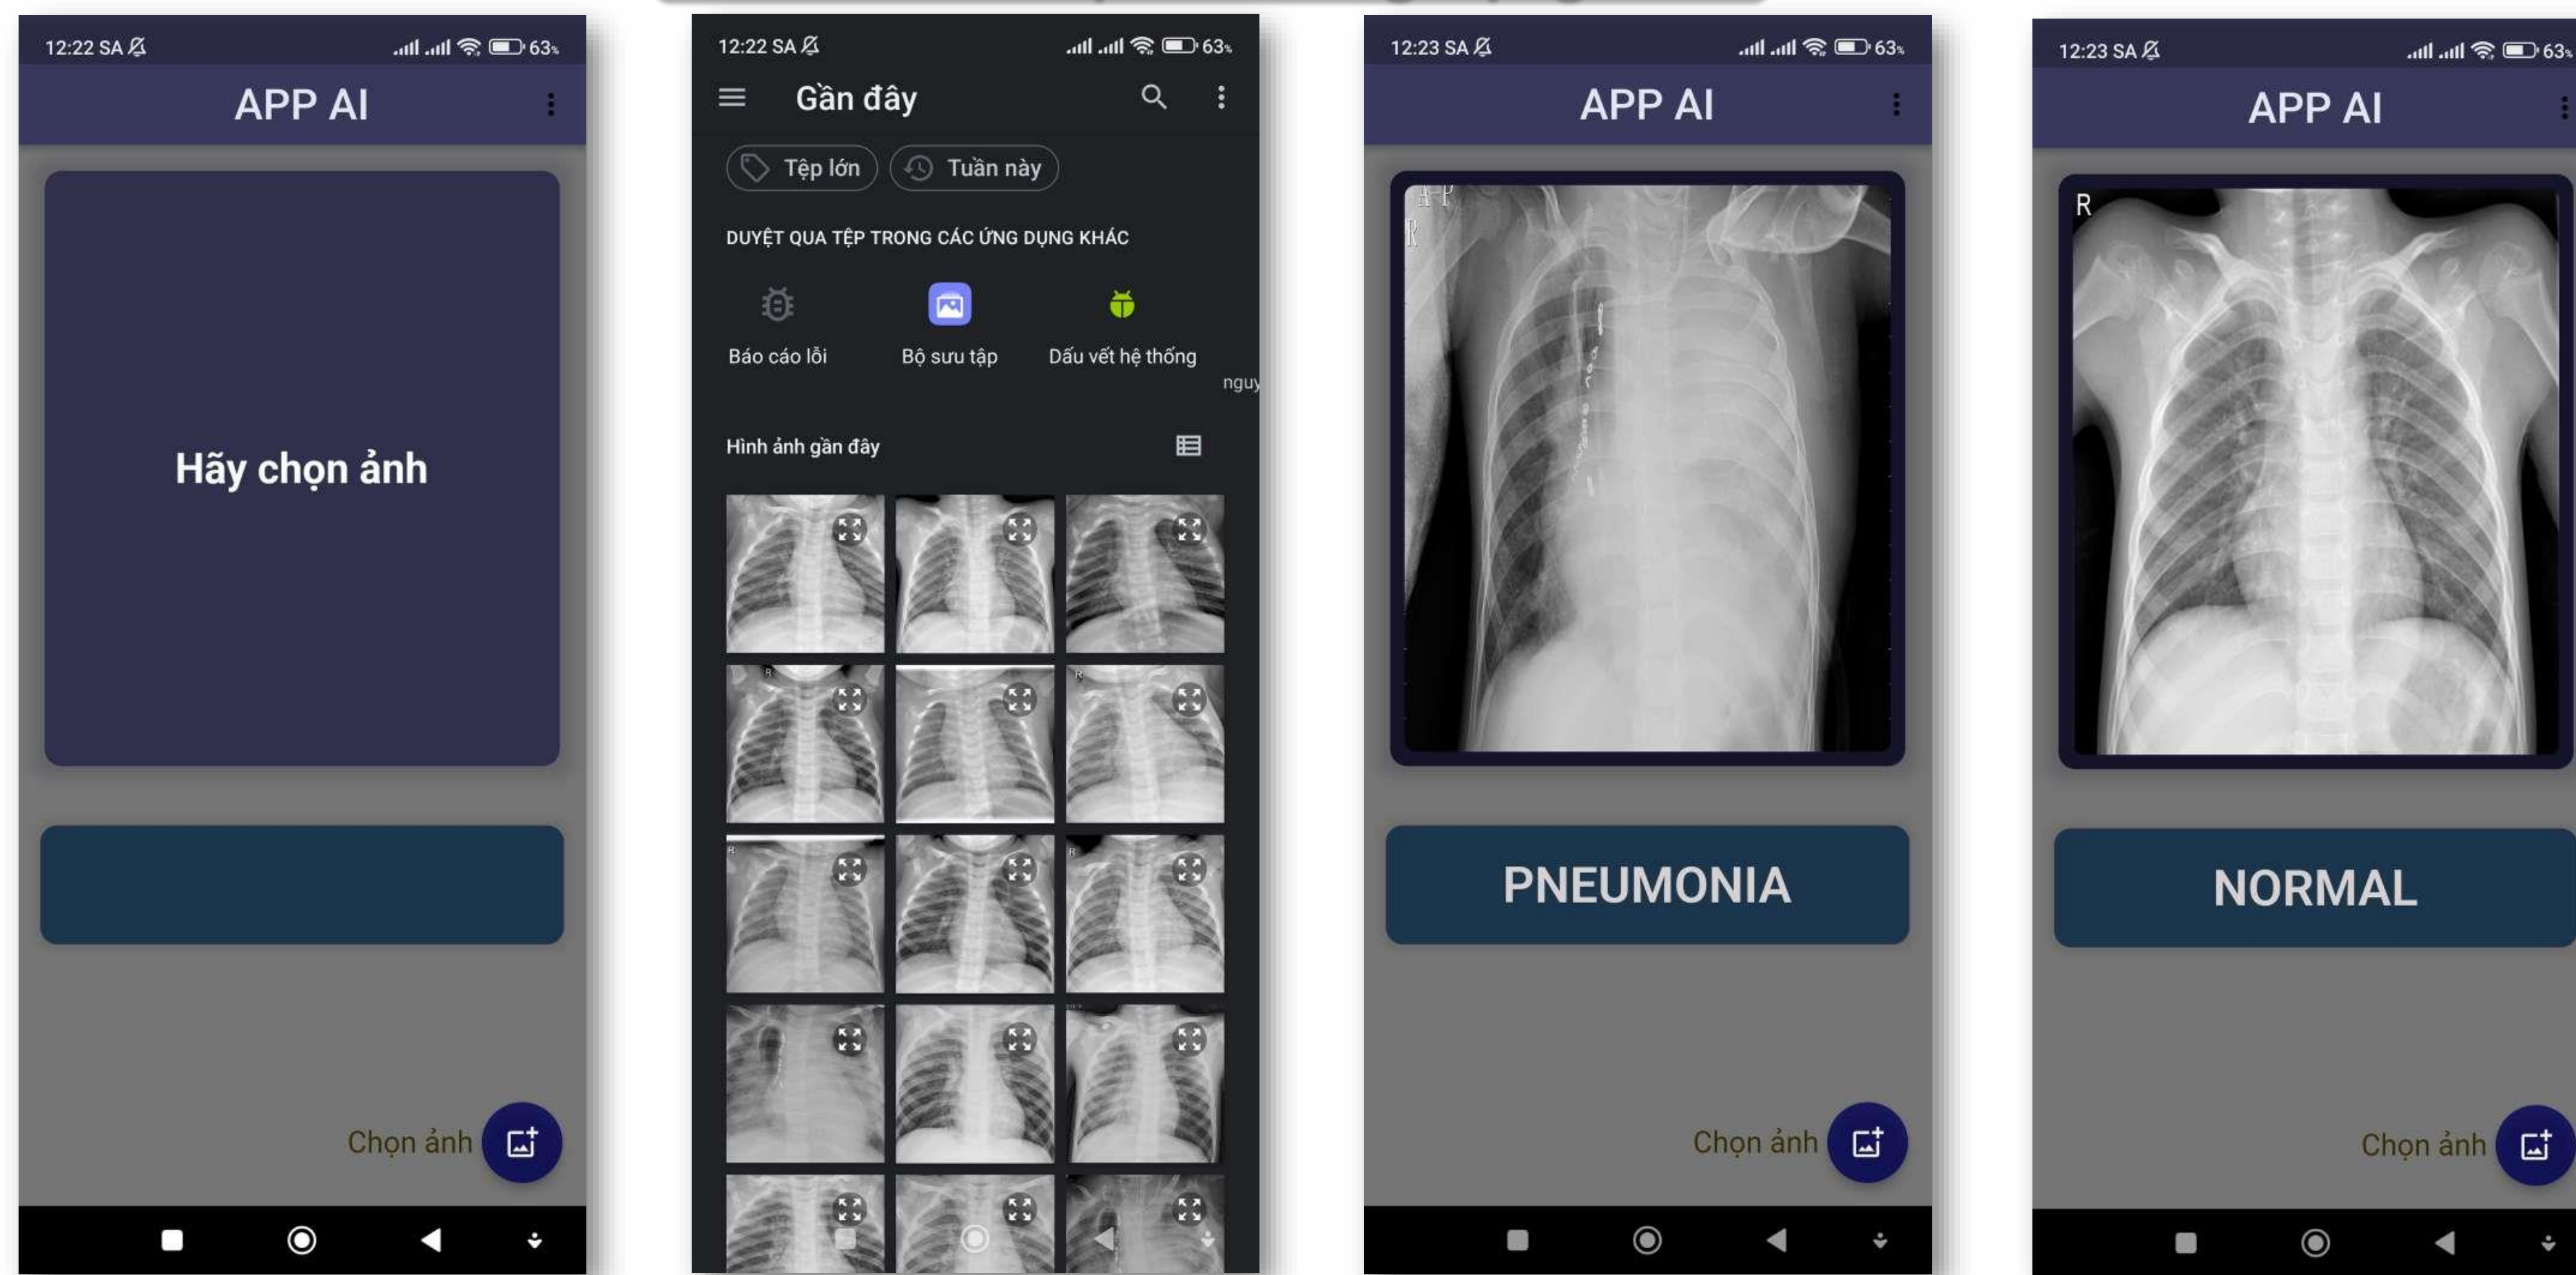 12:22 SA 63%
APP AI
Hãy chọn ảnh
Chọn ảnh
12:22 SA 63%
Gần đây
Tệp lớn Tuần này
DUYỆT QUA TỆP TRONG CÁC ỨNG DỤNG KHÁC
Báo cáo lỗi Bộ sưu tập Dấu vết hệ thống
nguy
Hình ảnh gần đây
R
R
R
R
12:23 SA 63%
APP AI
A-P
R
PNEUMONIA
Chọn ảnh
12:23 SA 63%
APP AI
R
NORMAL
Chọn ảnh